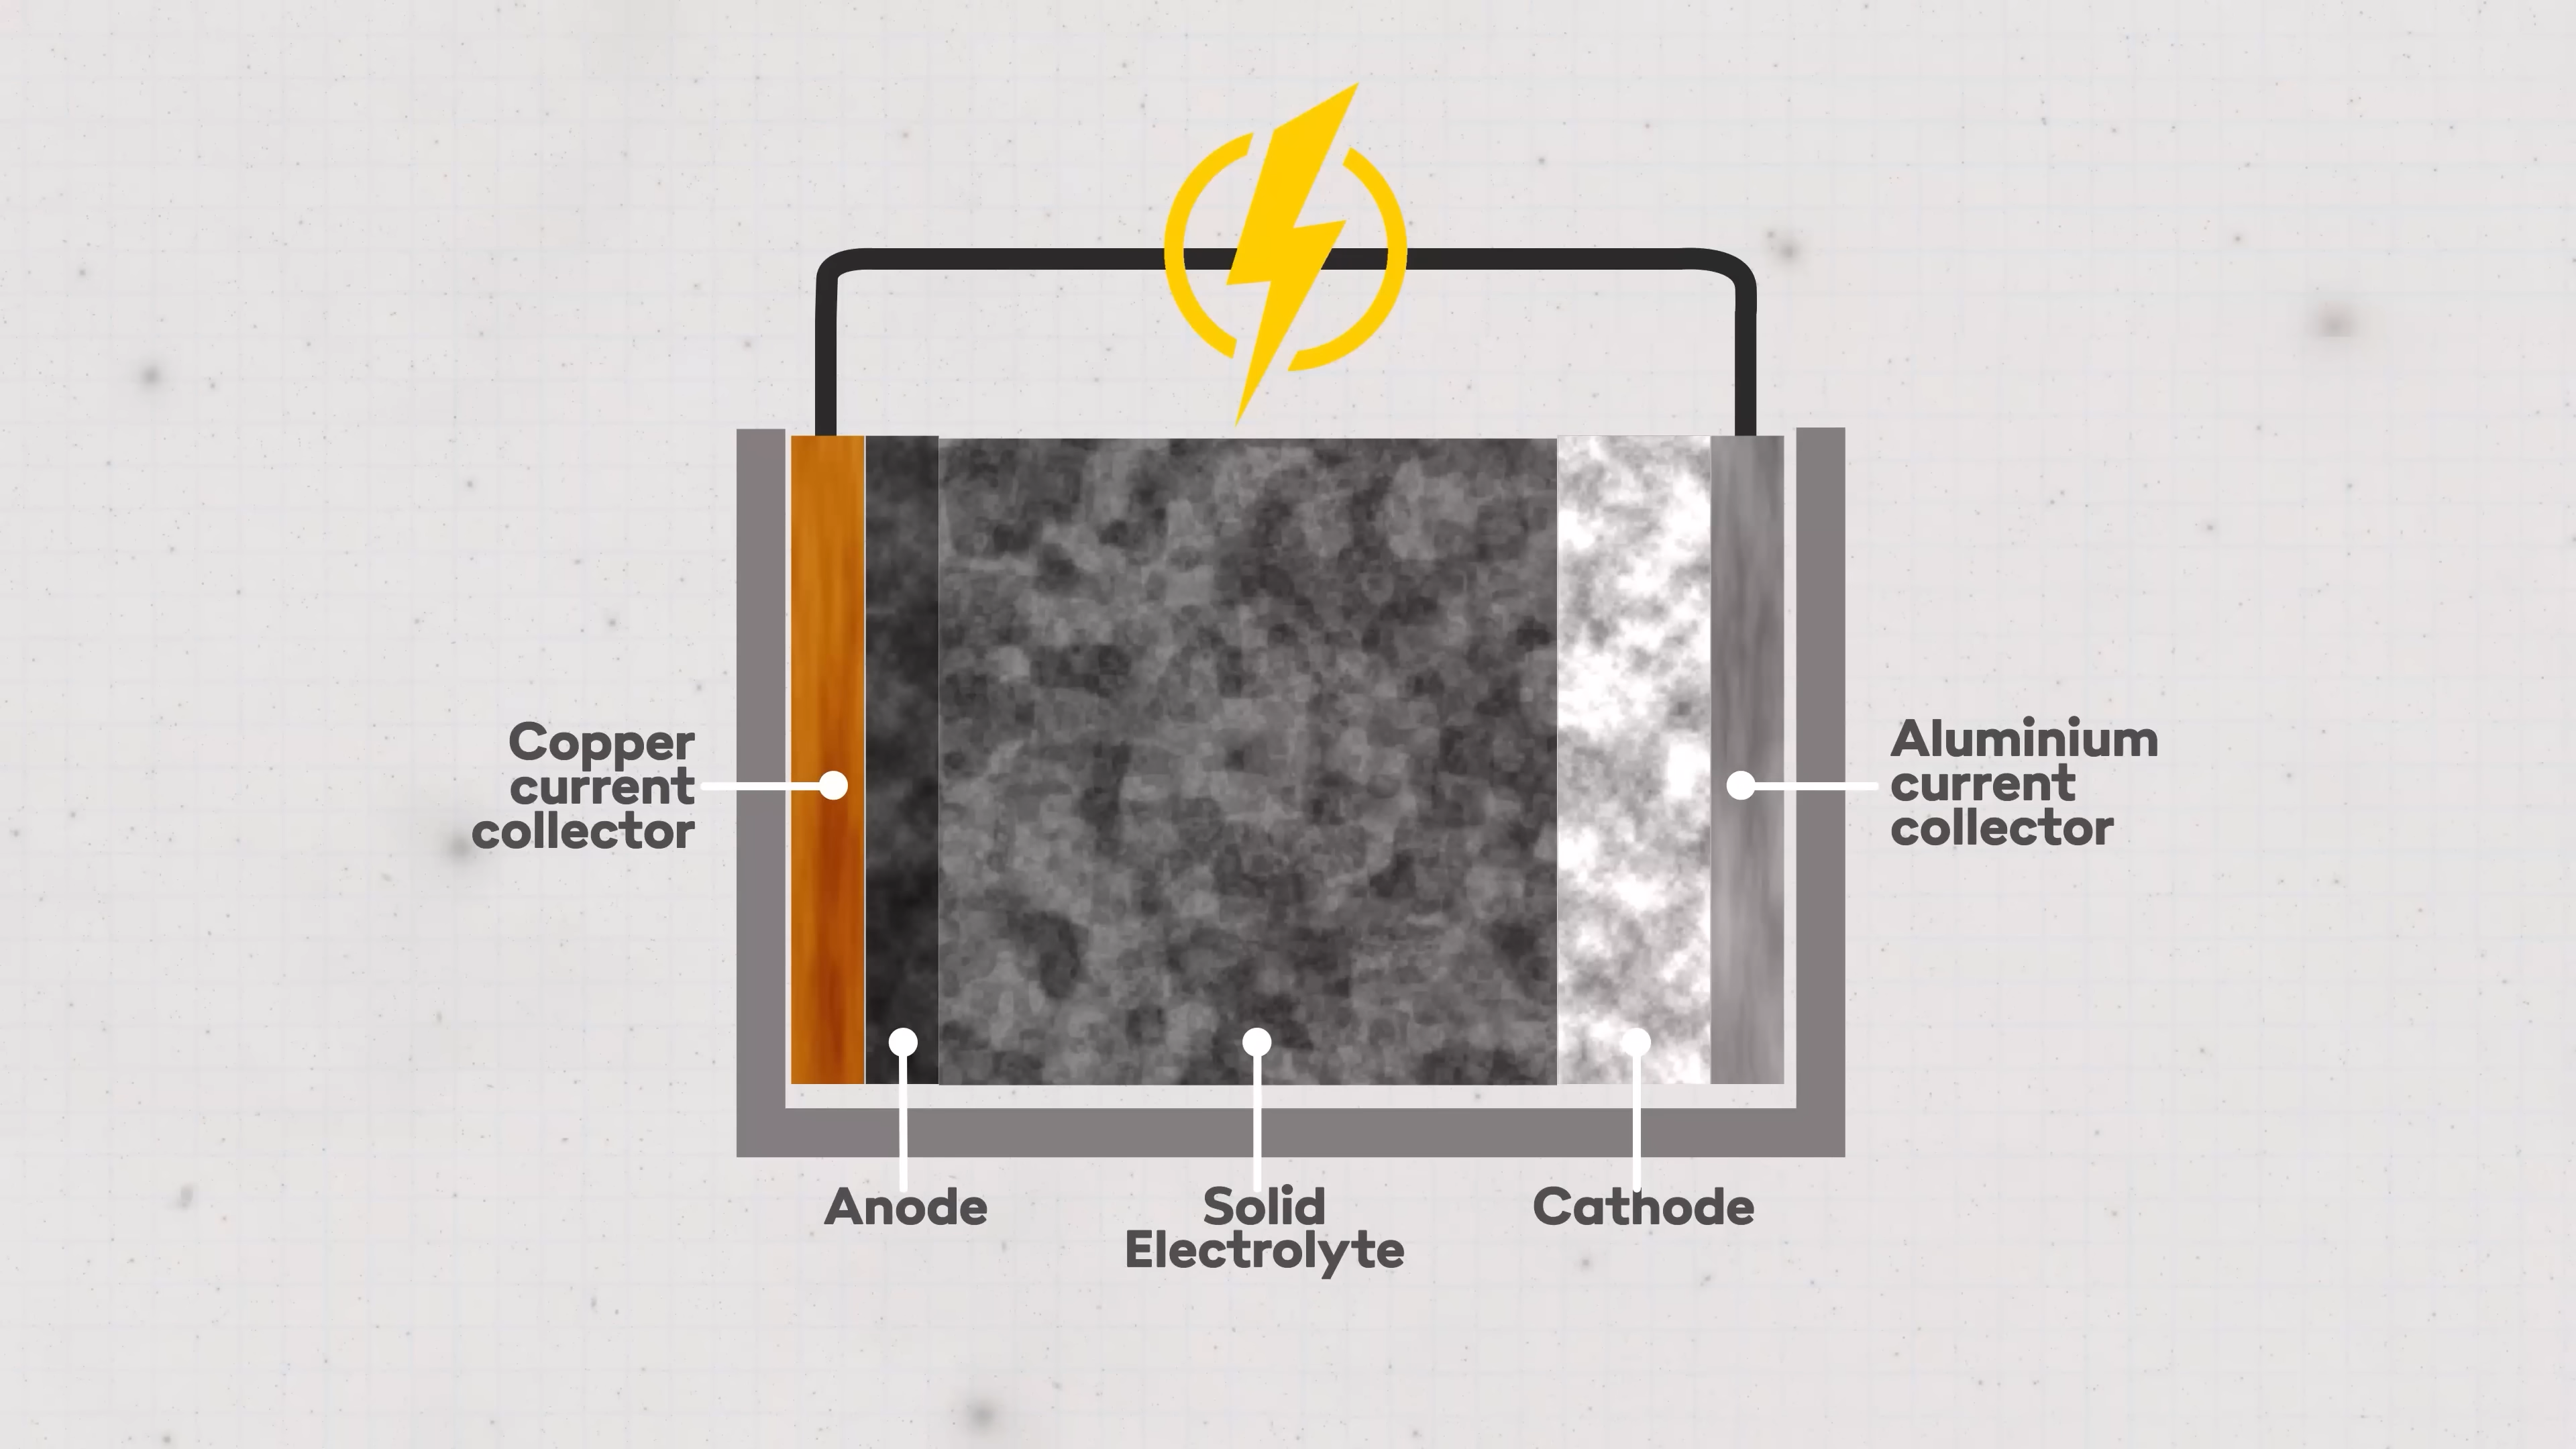 Copper
current
collector
Aluminium
current
collector
Anode
Solid
Electrolyte
Cathode